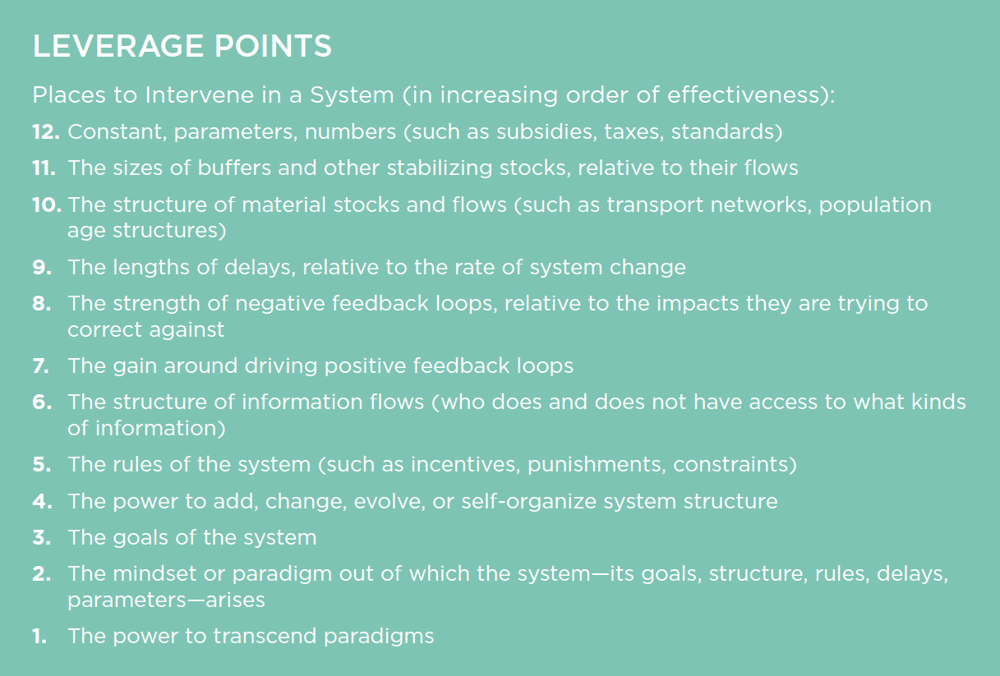 LEVERAGE POINTS
Places to Intervene in a System (in increasing order of effectiveness):
12. Constant, parameters, numbers (such as subsidies, taxes, standards)
11. The sizes of buffers and other stabilizing stocks, relative to their flows
10. The structure of material stocks and flows (such as transport networks, population
age structures)
9. The lengths of delays, relative to the rate of system change
8. The strength of negative feedback loops, relative to the impacts they are trying to
correct against
7. The gain around driving positive feedback loops
6. The structure of information flows (who does and does not have access to what kinds
of information)
5. The rules of the system (such as incentives, punishments, constraints)
4. The power to add, change, evolve, or self-organize system structure
3. The goals of the system
2. The mindset or paradigm out of which the system—its goals, structure, rules, delays,
parameters—arises
1. The power to transcend paradigms